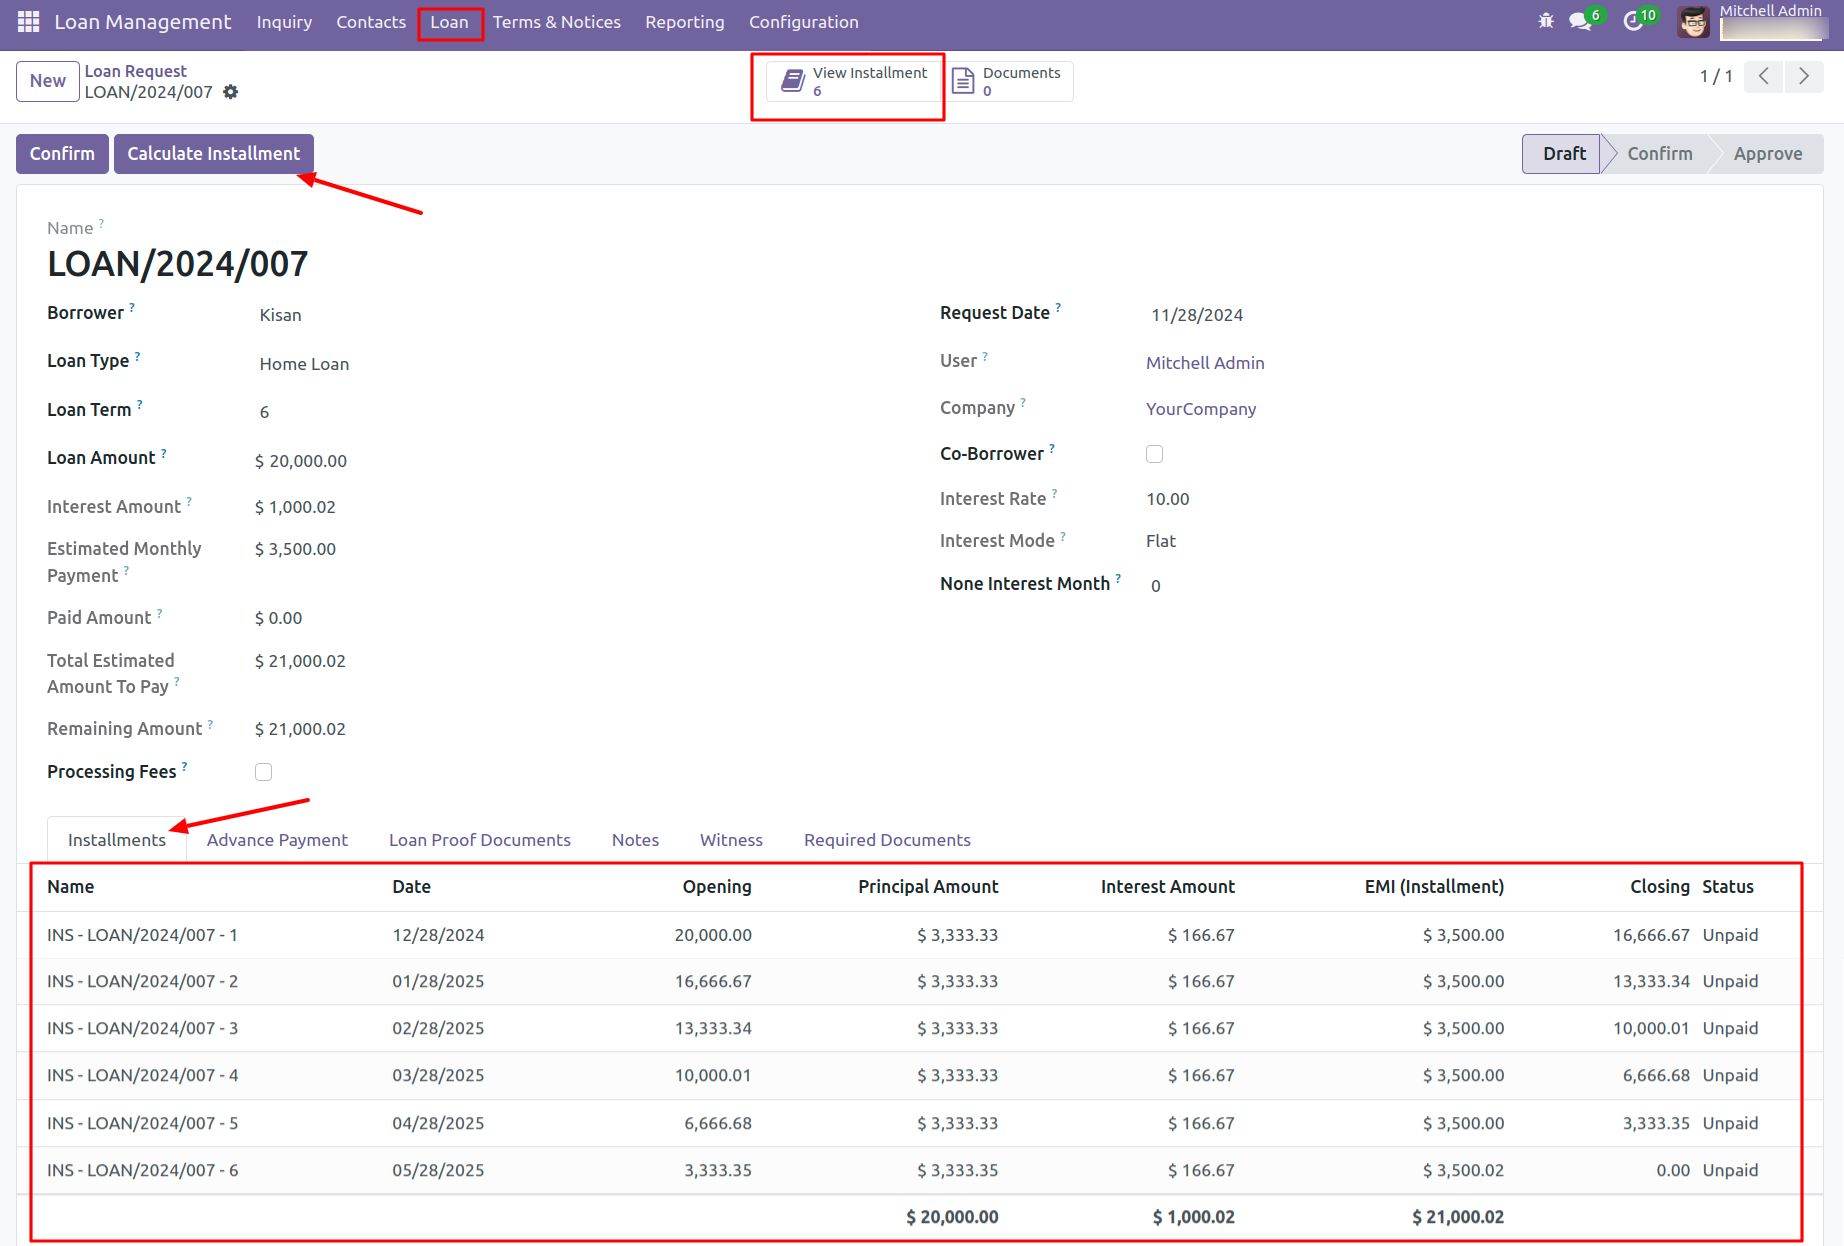 Loan Management Inquiry Contacts Loan Terms & Notices Reporting Configuration 6 10 Mitchell Admin
New Loan Request
LOAN/2024/007
View Installment
6
Documents
0
1 / 1
Confirm Calculate Installment Draft Confirm Approve
Name ?
LOAN/2024/007
Borrower ? Kisan
Loan Type ? Home Loan
Loan Term ? 6
Loan Amount ? $ 20,000.00
Interest Amount ? $ 1,000.02
Estimated Monthly
Payment ? $ 3,500.00
Paid Amount ? $ 0.00
Total Estimated
Amount To Pay ? $ 21,000.02
Remaining Amount ? $ 21,000.02
Processing Fees ?
Request Date ? 11/28/2024
User ? Mitchell Admin
Company ? YourCompany
Co-Borrower ?
Interest Rate ? 10.00
Interest Mode ? Flat
None Interest Month ? 0
Installments Advance Payment Loan Proof Documents Notes Witness Required Documents
Name Date Opening Principal Amount Interest Amount EMI (Installment) Closing Status
INS - LOAN/2024/007 - 1 12/28/2024 20,000.00 $ 3,333.33 $ 166.67 $ 3,500.00 16,666.67 Unpaid
INS - LOAN/2024/007 - 2 01/28/2025 16,666.67 $ 3,333.33 $ 166.67 $ 3,500.00 13,333.34 Unpaid
INS - LOAN/2024/007 - 3 02/28/2025 13,333.34 $ 3,333.33 $ 166.67 $ 3,500.00 10,000.01 Unpaid
INS - LOAN/2024/007 - 4 03/28/2025 10,000.01 $ 3,333.33 $ 166.67 $ 3,500.00 6,666.68 Unpaid
INS - LOAN/2024/007 - 5 04/28/2025 6,666.68 $ 3,333.33 $ 166.67 $ 3,500.00 3,333.35 Unpaid
INS - LOAN/2024/007 - 6 05/28/2025 3,333.35 $ 3,333.35 $ 166.67 $ 3,500.02 0.00 Unpaid
$ 20,000.00 $ 1,000.02 $ 21,000.02